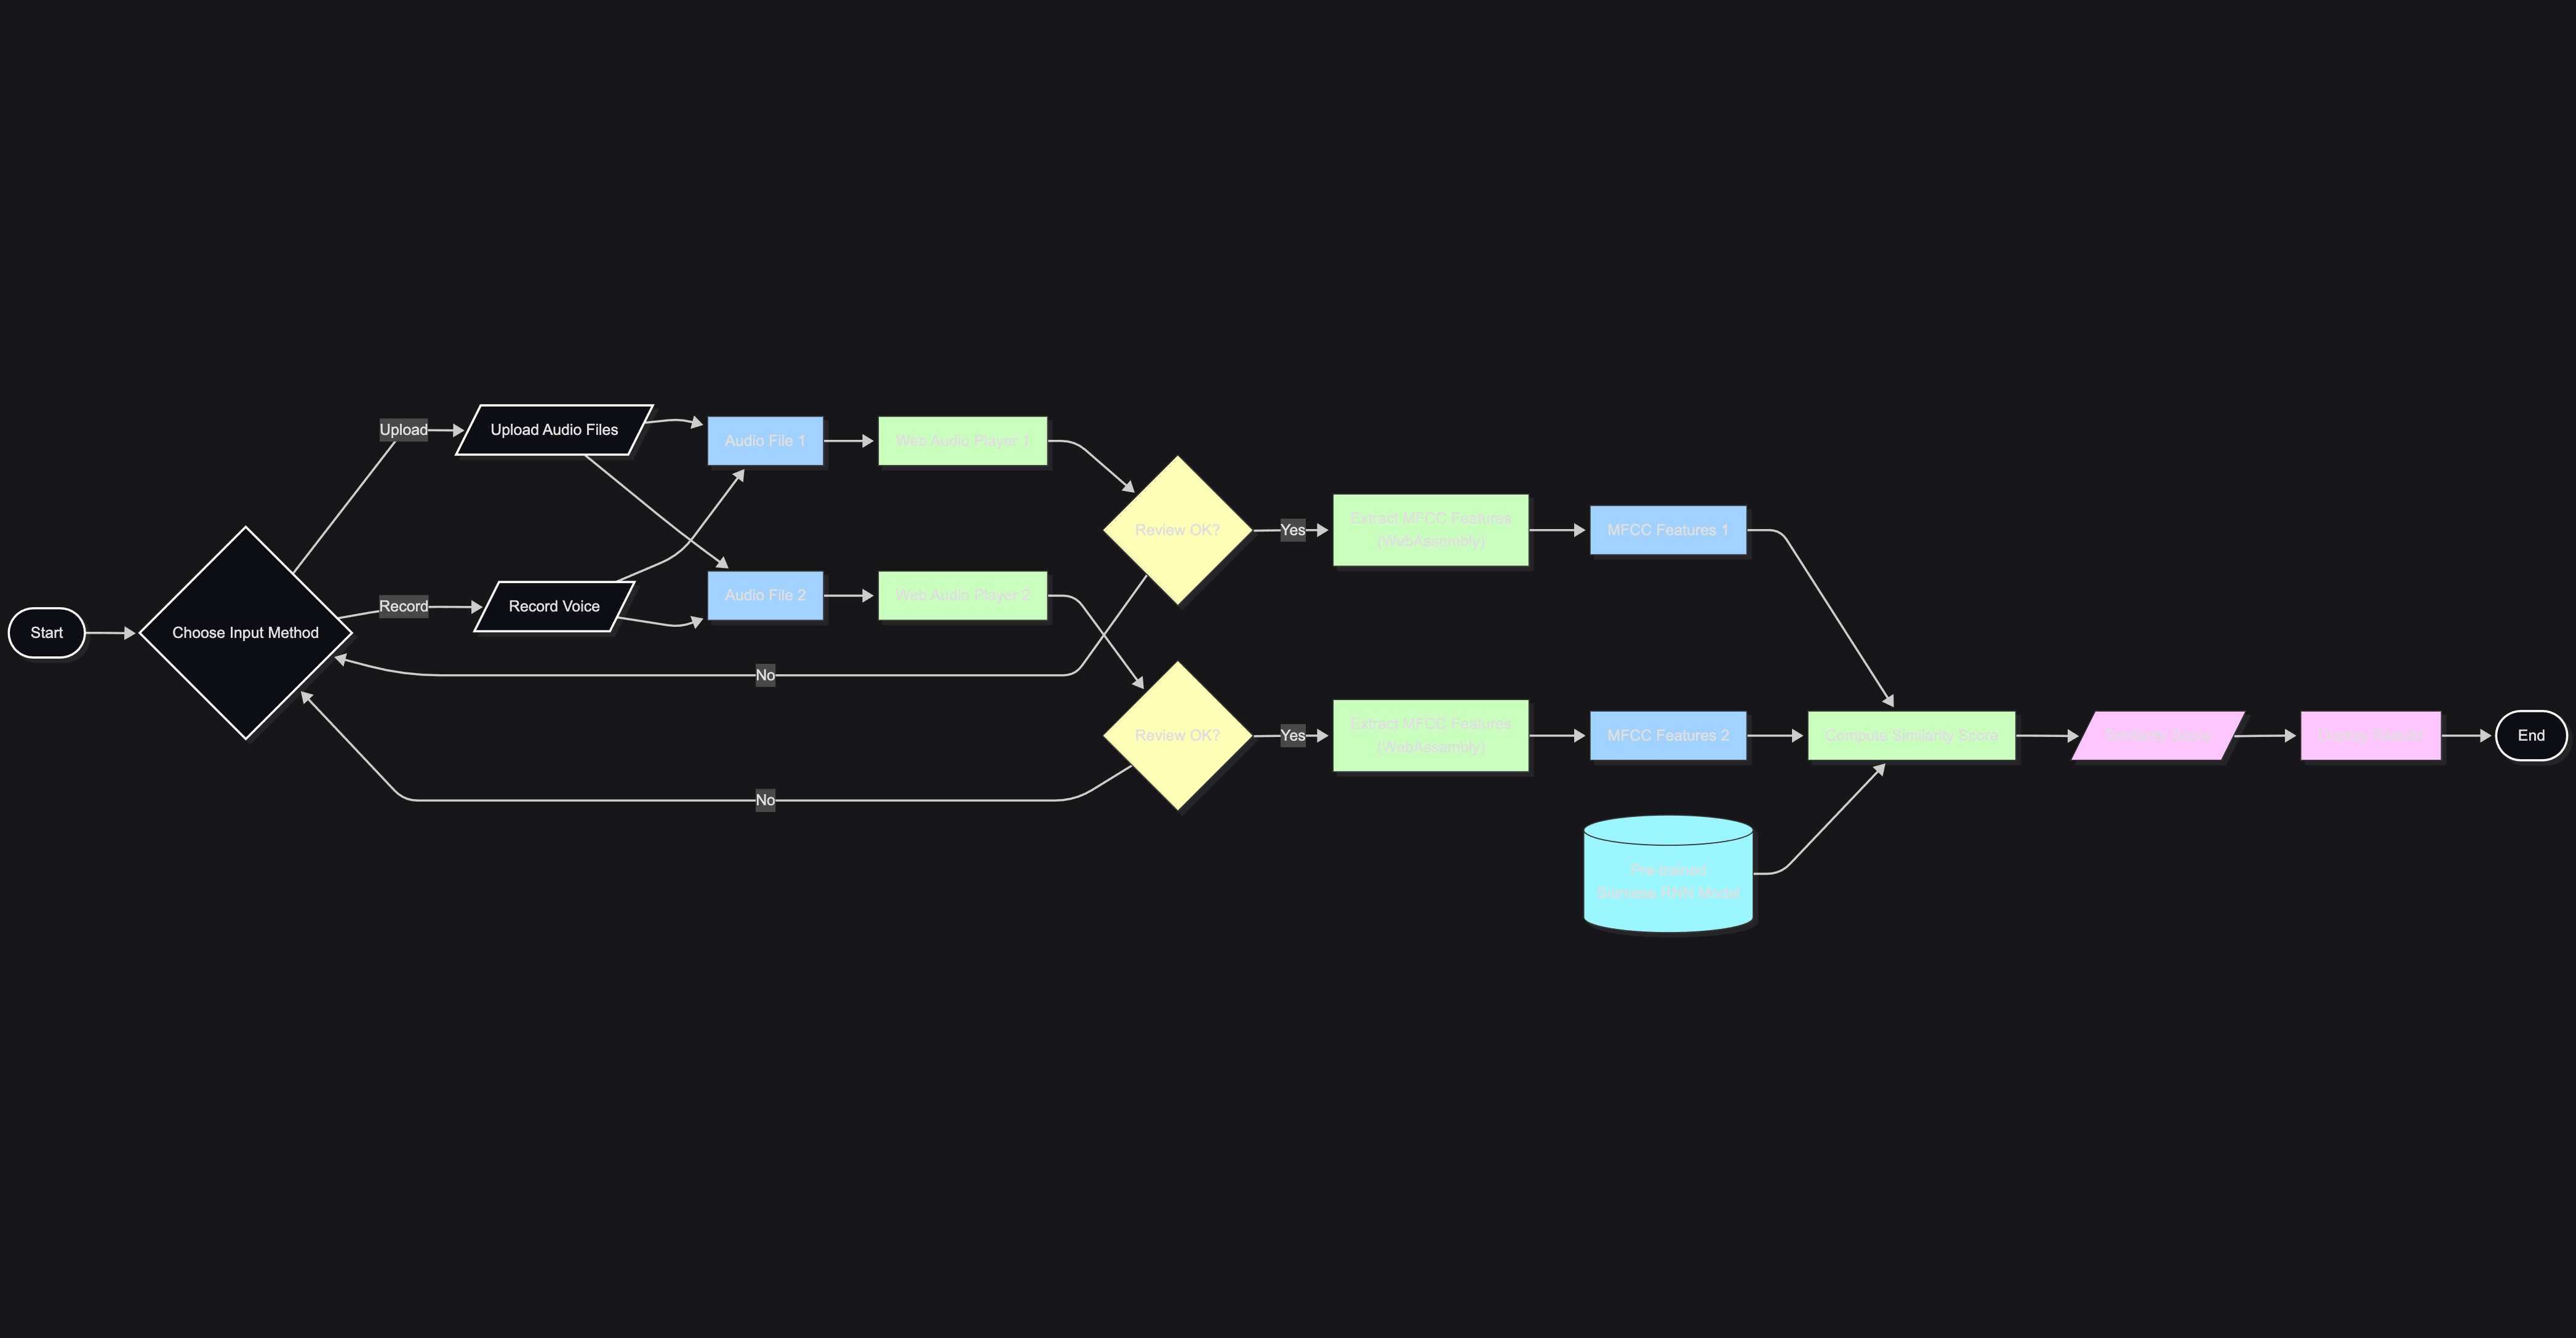 Start
Choose Input Method
Upload
Upload Audio Files
Record
Record Voice
Audio File 1
Web Audio Player 1
Audio File 2
Web Audio Player 2
Review OK?
Yes
Extract MFCC Features
(WebAssembly)
MFCC Features 1
No
Review OK?
Yes
Extract MFCC Features
(WebAssembly)
MFCC Features 2
No
Compute Similarity Score
Pre-trained
Siamese RNN Model
End